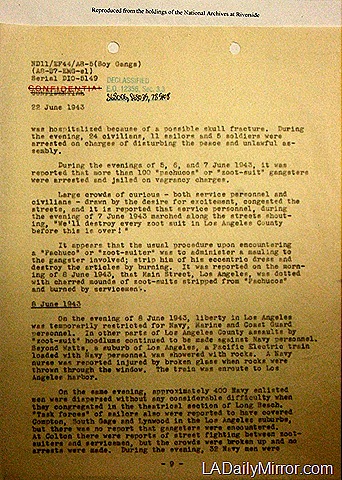 Reproduced from the holdings of the National Archives at Riverside
ND11/EF44/A8-5(Boy Gangs)
(A8-D7-ENG-el)
Serial DIO-5149
CONFIDENTIAL
DECLASSIFIED
E.O. 12356, Sec. 3.3
22 June 1943
was hospitalized because of a possible skull fracture. During
the evening, 24 civilians, 11 sailors and 5 soldiers were
arrested on charges of disturbing the peace and unlawful as-
sembly.
During the evenings of 5, 6, and 7 June 1943, it was
reported that more than 100 "pachucos" or "zoot-suit" gangsters
were arrested and jailed on vagrancy charges.
Large crowds of curious - both service personnel and
civilians - drawn by the desire for excitement, congested the
streets, and it is reported that service personnel, during
the evening of 7 June 1943 marched along the streets shout-
ing, "We'll destroy every zoot suit in Los Angeles County
before this is over!"
It appears that the usual procedure upon encountering
a "Pachuco" or "zoot-suiter" was to administer a mauling to
the gangster involved; strip him of his eccentric dress and
destroy the articles by burning. It was reported on the morn-
ing of 8 June 1943, that Main Street, Los Angeles, was dotted
with charred mounds of zoot-suits stripped from "Pachucos"
and burned by servicemen.
8 June 1943
On the evening of 8 June 1943, liberty in Los Angeles
was temporarily restricted for Navy, Marine and Coast Guard
personnel. In other parts of Los Angeles County assaults by
"zoot-suit" hoodlums continued to be made against Navy personnel.
Beyond Watts, a suburb of Los Angeles, a Pacific Electric train
loaded with Navy personnel was showered with rocks. A Navy
nurse was reported injured by broken glass when rocks were
thrown through the window. The train was enroute to Los
Angeles harbor.
On the same evening, approximately 400 Navy enlisted
men were dispersed without any considerable difficulty when
they congregated in the theatrical section of Long Beach.
"Task forces" of sailors also were reported to have covered
Compton, South Gate and Lynwood in the Los Angeles suburbs,
but there was no report that gangsters were encountered.
At Colton there were reports of street fighting between zoot-
suiters and servicemen, but the crowds were broken up and no
arrests were made. During the evening, 32 Navy men were
- 9 -
LADailyMirror.com